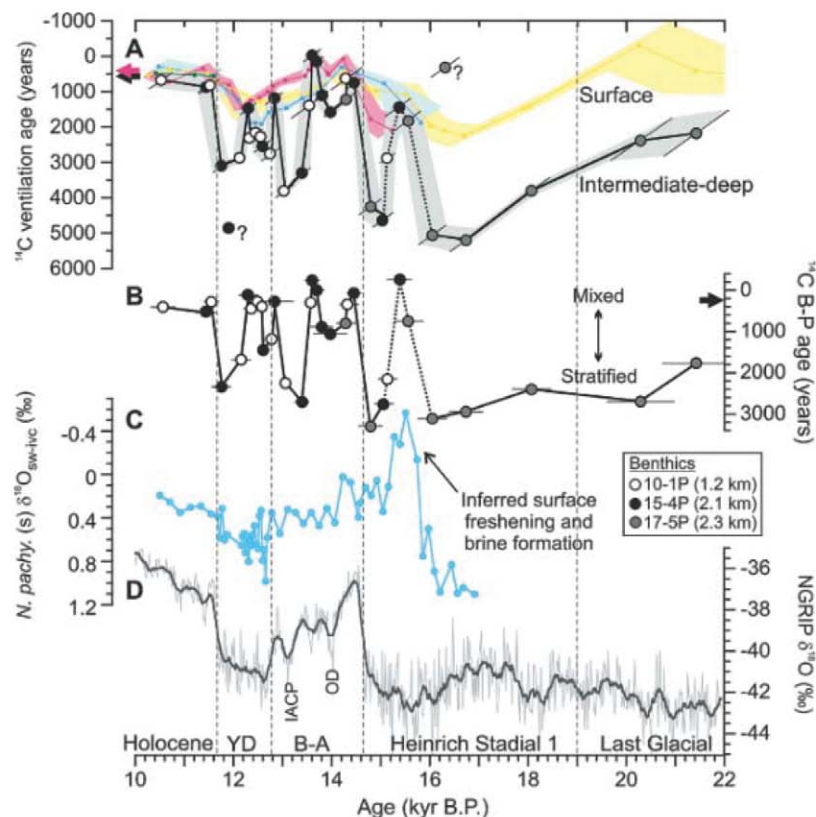 -1000
0
1000
2000
3000
4000
5000
6000
¹⁴C ventilation age (years)
A
?
Surface
Intermediate-deep
?
B
Mixed
Stratified
0
1000
2000
3000
¹⁴C B-P age (years)
C
-0.4
0
0.4
0.8
1.2
N. pachy. (s) δ¹⁸Osw-ivc (‰)
Inferred surface
freshening and
brine formation
Benthics
10-1P (1.2 km)
15-4P (2.1 km)
17-5P (2.3 km)
D
-36
-38
-40
-42
-44
NGRIP δ¹⁸O (‰)
IACP
OD
Holocene YD B-A Heinrich Stadial 1 Last Glacial
10 12 14 16 18 20 22
Age (kyr B.P.)